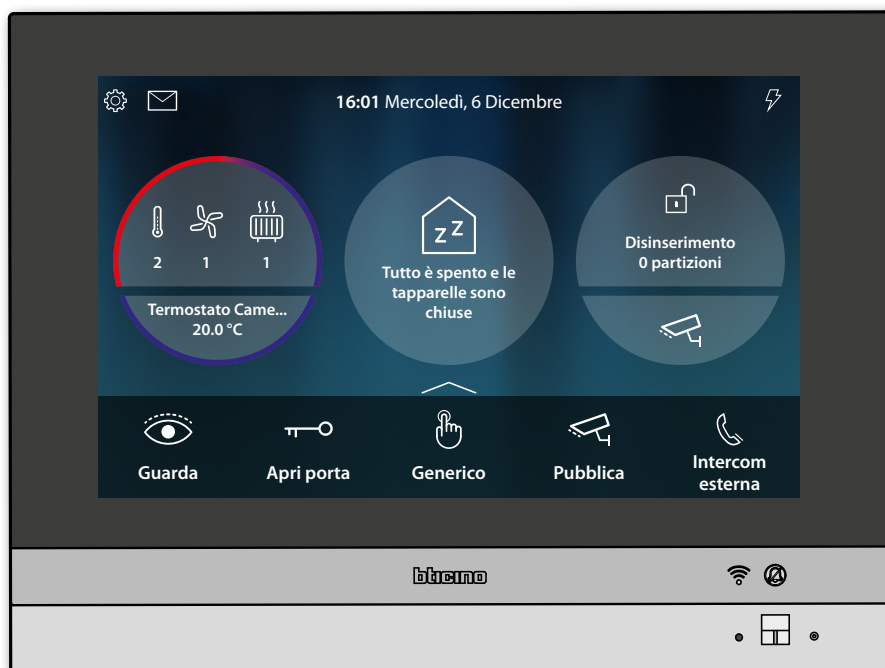 16:01 Mercoledì, 6 Dicembre
2 1 1
Termostato Came...
20.0 °C
zZ
Tutto è spento e le
tapparelle sono
chiuse
Disinserimento
0 partizioni
Guarda
Apri porta
Generico
Pubblica
Intercom
esterna
bticino